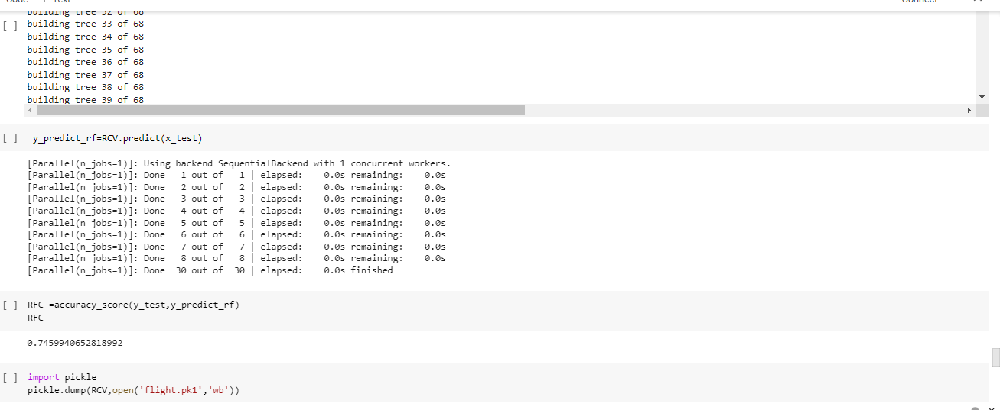 Code + Text Connect
building tree 32 of 68
[ ] building tree 33 of 68
building tree 34 of 68
building tree 35 of 68
building tree 36 of 68
building tree 37 of 68
building tree 38 of 68
building tree 39 of 68
[ ] y_predict_rf=RCV.predict(x_test)
[Parallel(n_jobs=1)]: Using backend SequentialBackend with 1 concurrent workers.
[Parallel(n_jobs=1)]: Done 1 out of 1 | elapsed: 0.0s remaining: 0.0s
[Parallel(n_jobs=1)]: Done 2 out of 2 | elapsed: 0.0s remaining: 0.0s
[Parallel(n_jobs=1)]: Done 3 out of 3 | elapsed: 0.0s remaining: 0.0s
[Parallel(n_jobs=1)]: Done 4 out of 4 | elapsed: 0.0s remaining: 0.0s
[Parallel(n_jobs=1)]: Done 5 out of 5 | elapsed: 0.0s remaining: 0.0s
[Parallel(n_jobs=1)]: Done 6 out of 6 | elapsed: 0.0s remaining: 0.0s
[Parallel(n_jobs=1)]: Done 7 out of 7 | elapsed: 0.0s remaining: 0.0s
[Parallel(n_jobs=1)]: Done 8 out of 8 | elapsed: 0.0s remaining: 0.0s
[Parallel(n_jobs=1)]: Done 30 out of 30 | elapsed: 0.0s finished
[ ] RFC =accuracy_score(y_test,y_predict_rf)
RFC
0.7459940652818992
[ ] import pickle
pickle.dump(RCV,open('flight.pk1','wb'))